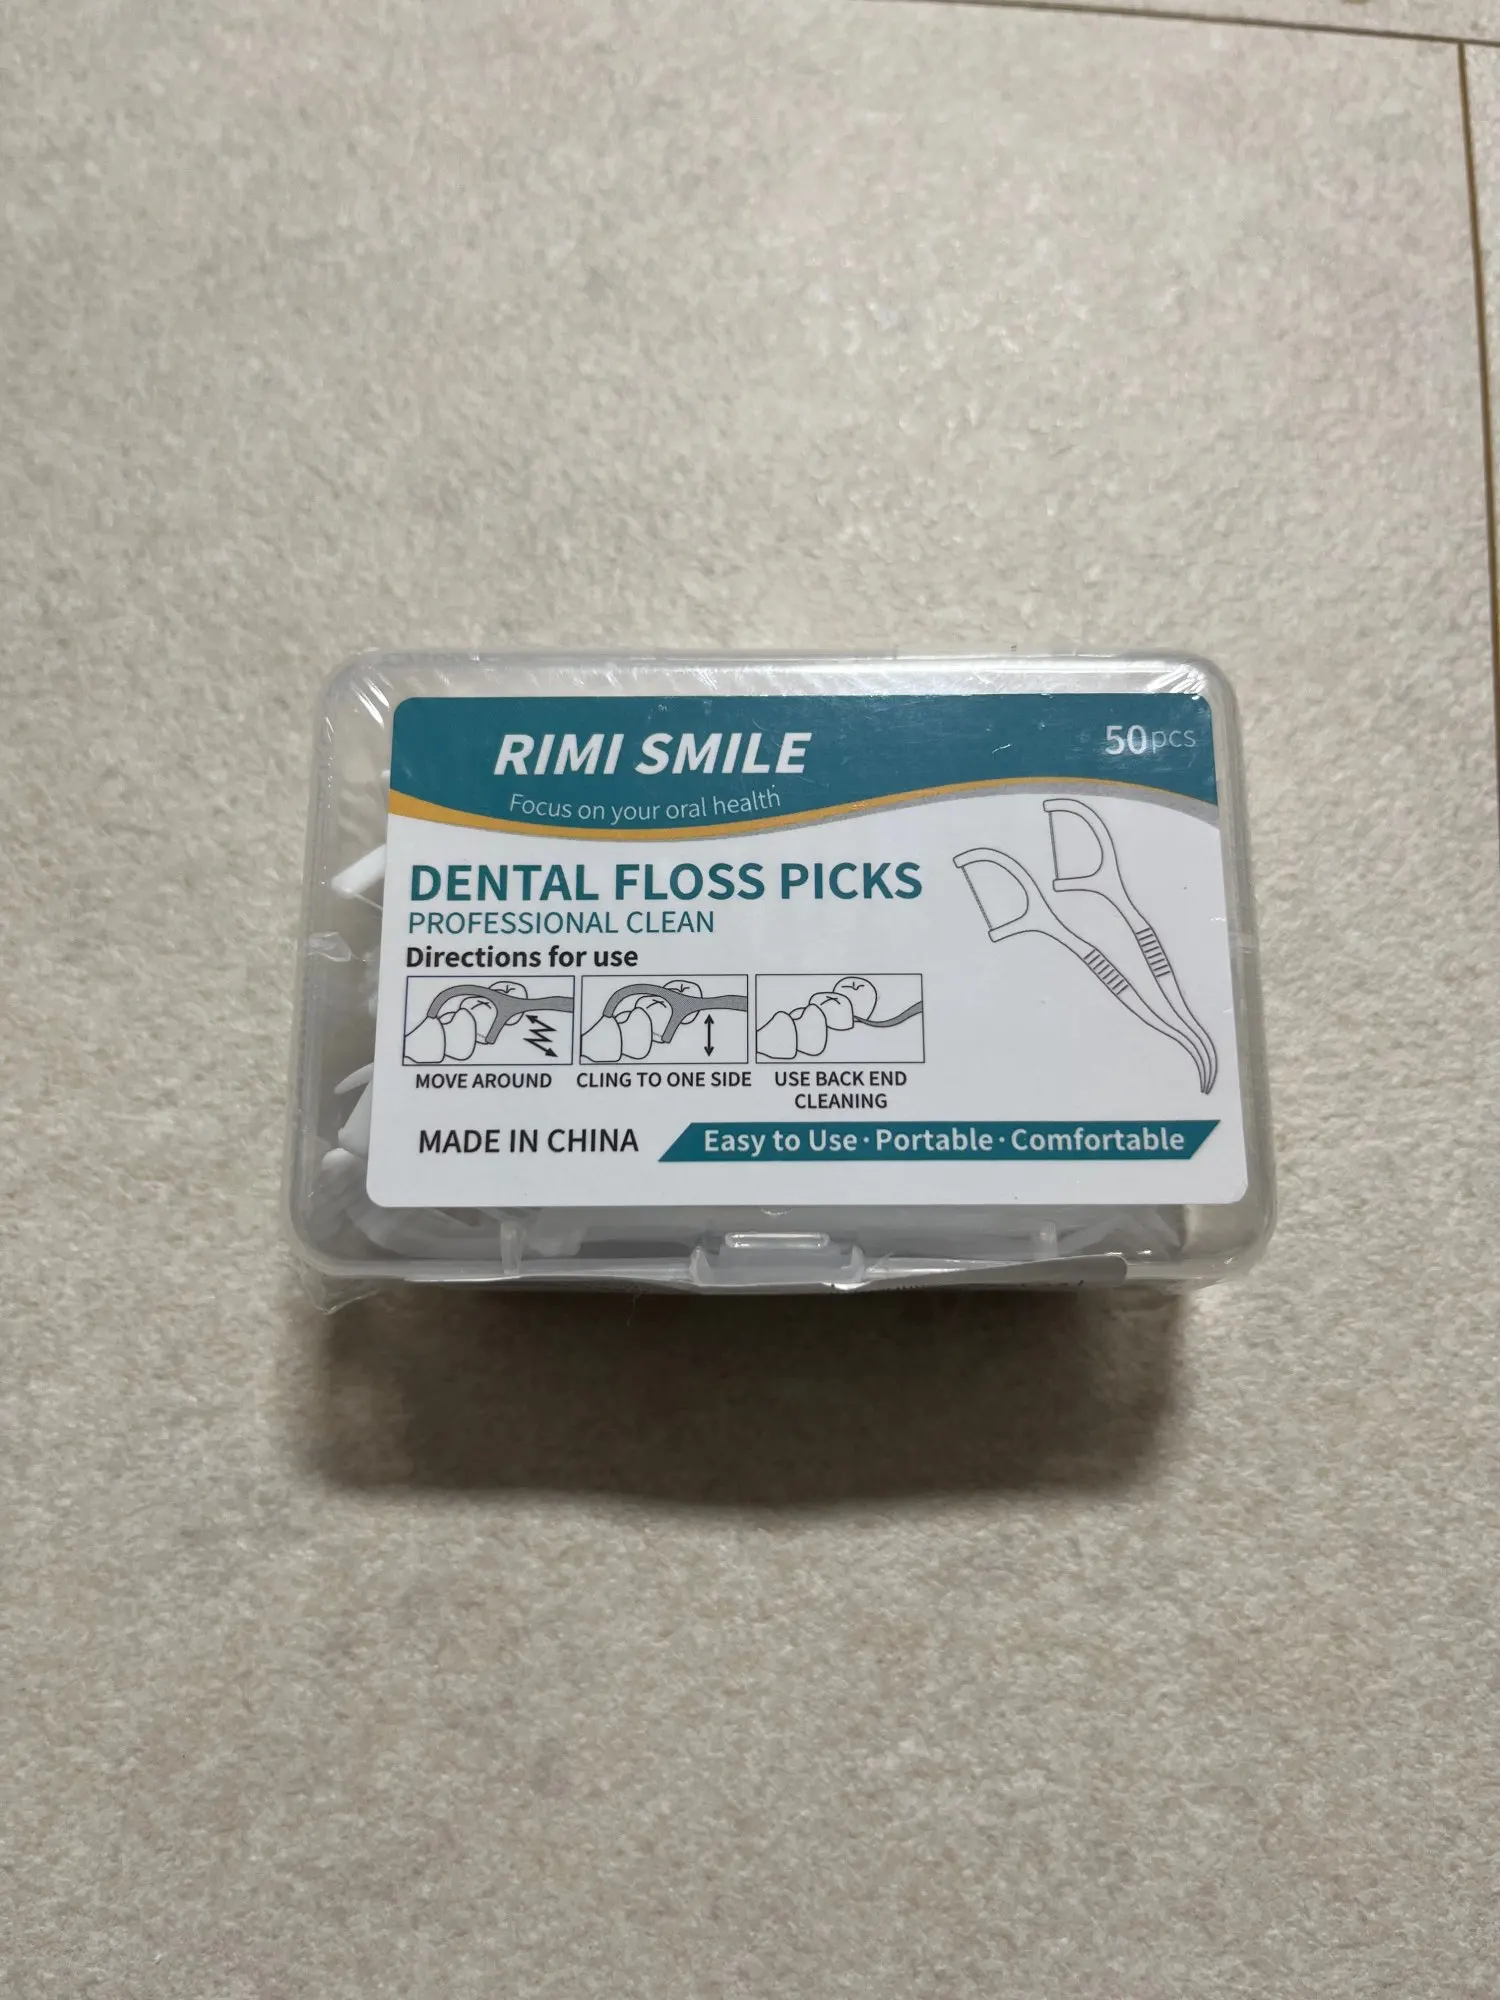 RIMI SMILE
50pcs
Focus on your oral health
DENTAL FLOSS PICKS
PROFESSIONAL CLEAN
Directions for use
MOVE AROUND
CLING TO ONE SIDE
USE BACK END
CLEANING
MADE IN CHINA
Easy to Use · Portable · Comfortable